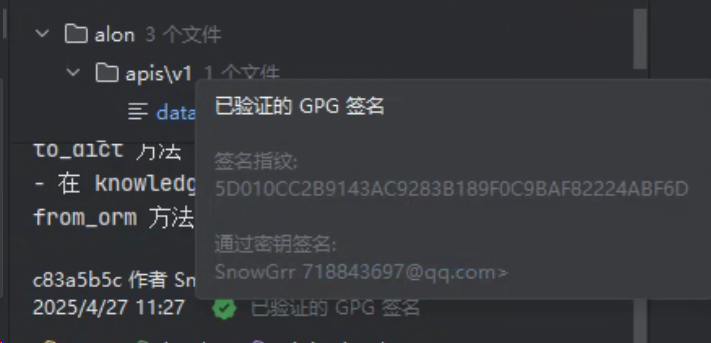 alon 3 个文件
apis\v1 1 个文件
data
已验证的 GPG 签名
签名指纹:
5D010CC2B9143AC9283B189F0C9BAF82224ABF6D
通过密钥签名:
SnowGrr 718843697@qq.com>
to_dict 方法
- 在 knowledg
from_orm 方法
c83a5b5c 作者 Sn
2025/4/27 11:27 已验证的 GPG 签名